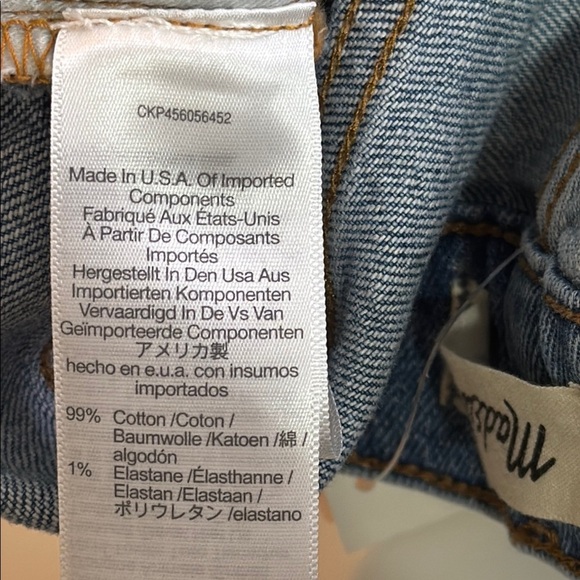 CKP456056452
Made In U.S.A. Of Imported
Components
Fabriqué Aux États-Unis
À Partir De Composants
Importés
Hergestellt In Den Usa Aus
Importierten Komponenten
Vervaardigd In De Vs Van
Geïmporteerde Componenten
アメリカ製
hecho en e.u.a. con insumos
importados
99% Cotton /Coton /
Baumwolle /Katoen /綿 /
algodón
1% Elastane /Élasthanne /
Elastan /Elastaan /
ポリウレタン /elastano